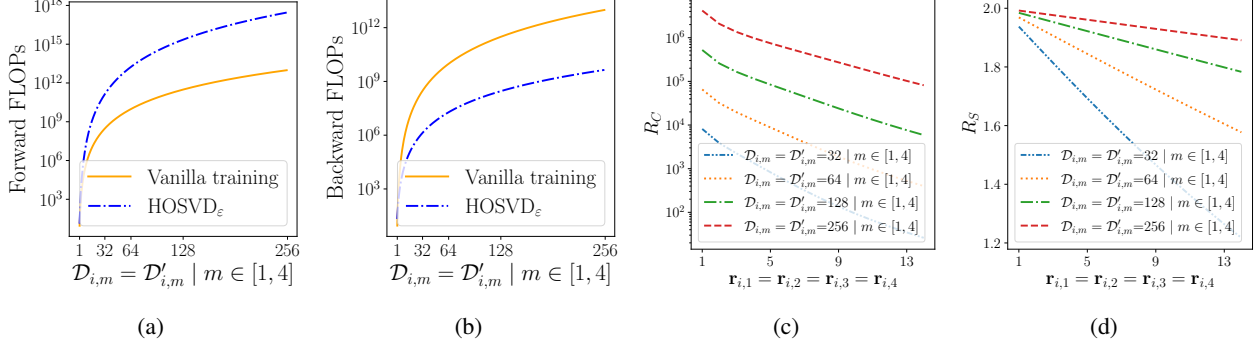 Forward FLOPs
10^18
10^15
10^12
10^9
10^6
10^3
Vanilla training
HOSVD_ε
1 32 64 128 256
𝒟_{i,m} = 𝒟′_{i,m} | m ∈ [1, 4]
(a)
Backward FLOPs
10^12
10^9
10^6
10^3
Vanilla training
HOSVD_ε
1 32 64 128 256
𝒟_{i,m} = 𝒟′_{i,m} | m ∈ [1, 4]
(b)
R_C
10^6
10^5
10^4
10^3
10^2
𝒟_{i,m} = 𝒟′_{i,m}=32 | m ∈ [1, 4]
𝒟_{i,m} = 𝒟′_{i,m}=64 | m ∈ [1, 4]
𝒟_{i,m} = 𝒟′_{i,m}=128 | m ∈ [1, 4]
𝒟_{i,m} = 𝒟′_{i,m}=256 | m ∈ [1, 4]
1 5 9 13
r_{i,1} = r_{i,2} = r_{i,3} = r_{i,4}
(c)
R_S
2.0
1.8
1.6
1.4
1.2
𝒟_{i,m} = 𝒟′_{i,m}=32 | m ∈ [1, 4]
𝒟_{i,m} = 𝒟′_{i,m}=64 | m ∈ [1, 4]
𝒟_{i,m} = 𝒟′_{i,m}=128 | m ∈ [1, 4]
𝒟_{i,m} = 𝒟′_{i,m}=256 | m ∈ [1, 4]
1 5 9 13
r_{i,1} = r_{i,2} = r_{i,3} = r_{i,4}
(d)